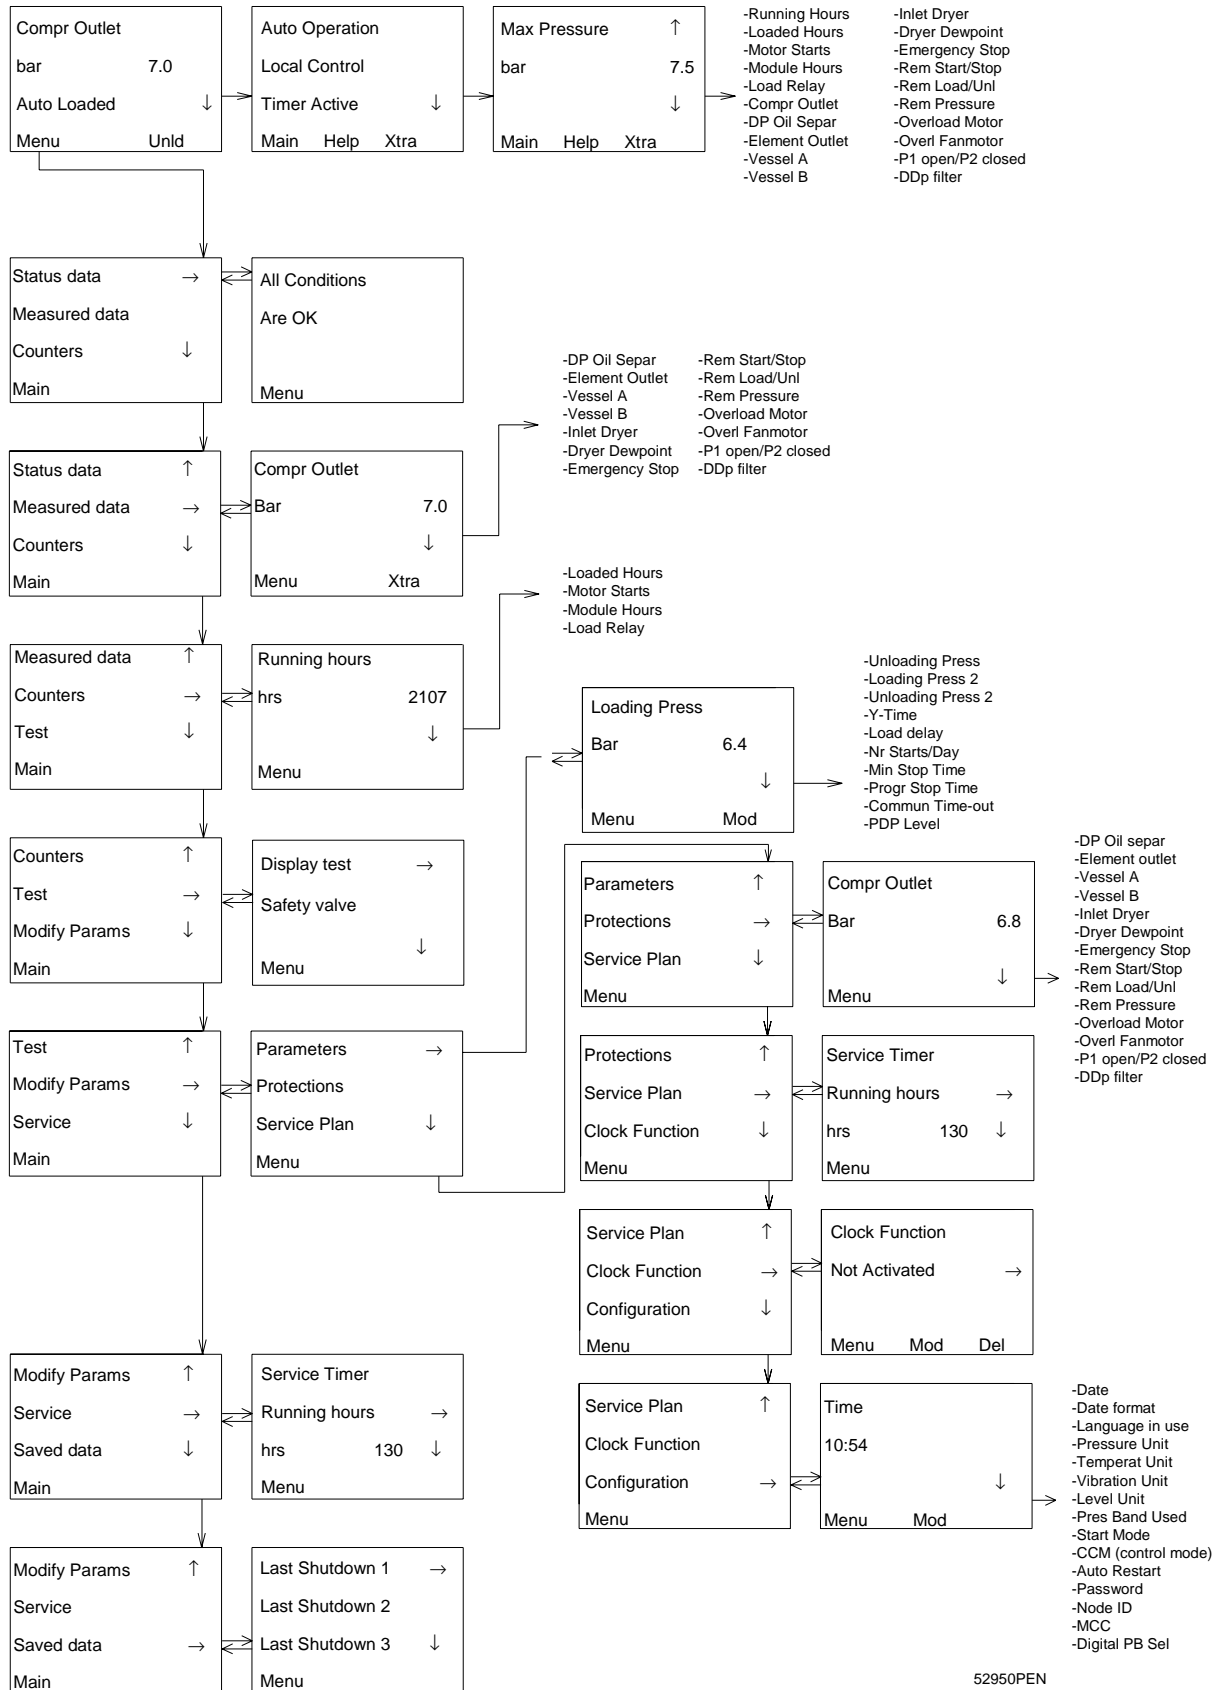 Compr Outlet
bar 7.0
Auto Loaded ↓
Menu Unld
Auto Operation
Local Control
Timer Active ↓
Main Help Xtra
Max Pressure ↑
bar 7.5
↓
Main Help Xtra
-Running Hours
-Loaded Hours
-Motor Starts
-Module Hours
-Load Relay
-Compr Outlet
-DP Oil Separ
-Element Outlet
-Vessel A
-Vessel B
-Inlet Dryer
-Dryer Dewpoint
-Emergency Stop
-Rem Start/Stop
-Rem Load/Unl
-Rem Pressure
-Overload Motor
-Overl Fanmotor
-P1 open/P2 closed
-DDp filter
Status data →
Measured data
Counters ↓
Main
All Conditions
Are OK
Menu
Status data ↑
Measured data →
Counters ↓
Main
Compr Outlet
Bar 7.0
↓
Menu Xtra
-DP Oil Separ
-Element Outlet
-Vessel A
-Vessel B
-Inlet Dryer
-Dryer Dewpoint
-Emergency Stop
-Rem Start/Stop
-Rem Load/Unl
-Rem Pressure
-Overload Motor
-Overl Fanmotor
-P1 open/P2 closed
-DDp filter
Measured data ↑
Counters →
Test ↓
Main
Running hours
hrs 2107
↓
Menu
-Loaded Hours
-Motor Starts
-Module Hours
-Load Relay
Counters ↑
Test →
Modify Params ↓
Main
Display test →
Safety valve
↓
Menu
Test ↑
Modify Params →
Service ↓
Main
Parameters →
Protections
Service Plan ↓
Menu
Loading Press
Bar 6.4
↓
Menu Mod
-Unloading Press
-Loading Press 2
-Unloading Press 2
-Y-Time
-Load delay
-Nr Starts/Day
-Min Stop Time
-Progr Stop Time
-Commun Time-out
-PDP Level
Parameters ↑
Protections →
Service Plan ↓
Menu
Compr Outlet
Bar 6.8
↓
Menu
-DP Oil separ
-Element outlet
-Vessel A
-Vessel B
-Inlet Dryer
-Dryer Dewpoint
-Emergency Stop
-Rem Start/Stop
-Rem Load/Unl
-Rem Pressure
-Overload Motor
-Overl Fanmotor
-P1 open/P2 closed
-DDp filter
Protections ↑
Service Plan →
Clock Function ↓
Menu
Service Timer
Running hours →
hrs 130 ↓
Menu
Service Plan ↑
Clock Function →
Configuration ↓
Menu
Clock Function
Not Activated →
Menu Mod Del
Modify Params ↑
Service →
Saved data ↓
Main
Service Timer
Running hours →
hrs 130 ↓
Menu
Service Plan ↑
Clock Function
Configuration →
Menu
Time
10:54
↓
Menu Mod
-Date
-Date format
-Language in use
-Pressure Unit
-Temperat Unit
-Vibration Unit
-Level Unit
-Pres Band Used
-Start Mode
-CCM (control mode)
-Auto Restart
-Password
-Node ID
-MCC
-Digital PB Sel
Modify Params ↑
Service
Saved data →
Main
Last Shutdown 1 →
Last Shutdown 2
Last Shutdown 3 ↓
Menu
52950PEN